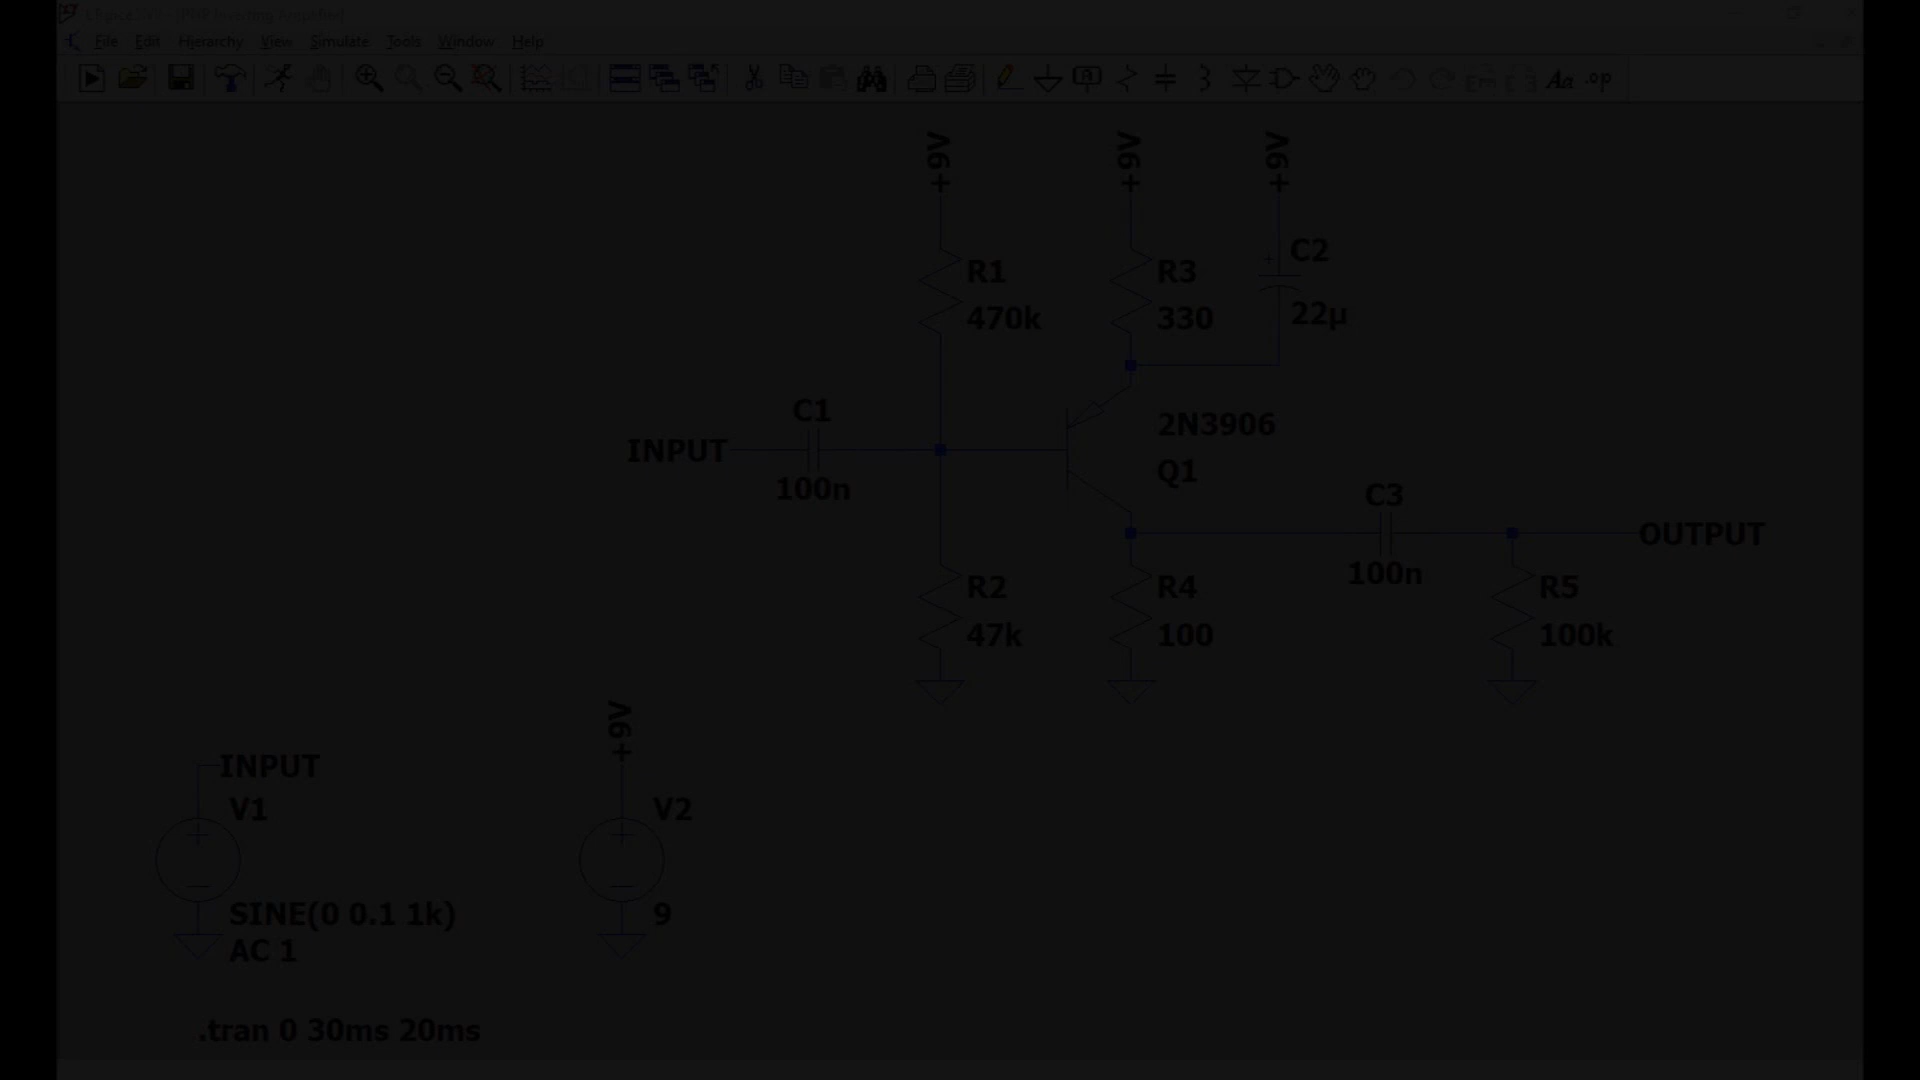 LTspice XVII - [PNP Inverting Amplifier]
File Edit Hierarchy View Simulate Tools Window Help
Aa .op
+9V +9V +9V
R1
470k
R3
330
C2
22µ
C1
INPUT
100n
2N3906
Q1
C3
100n
OUTPUT
R2
47k
R4
100
R5
100k
INPUT
V1
SINE(0 0.1 1k)
AC 1
+9V
V2
9
.tran 0 30ms 20ms